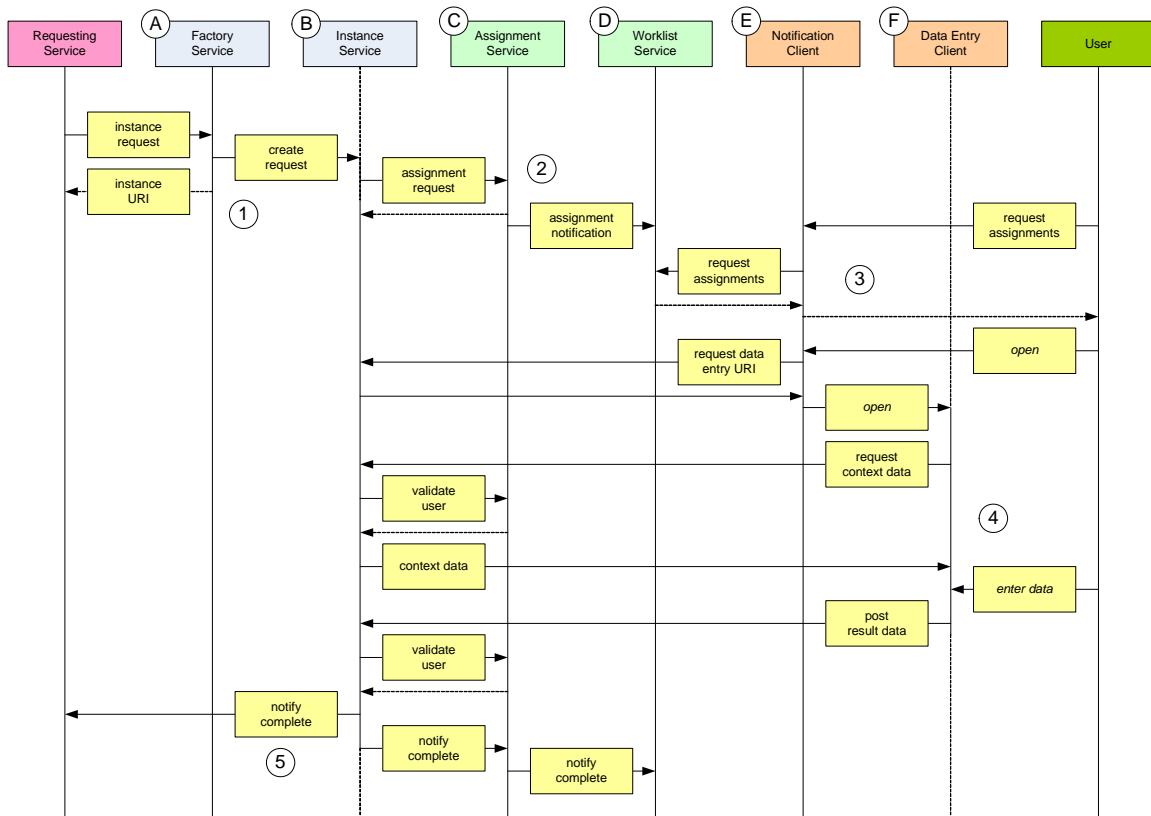 A
B
C
D
E
F
Requesting
Service
Factory
Service
Instance
Service
Assignment
Service
Worklist
Service
Notification
Client
Data Entry
Client
User
instance
request
create
request
assignment
request
2
instance
URI
1
assignment
notification
request
assignments
request
assignments
3
open
request data
entry URI
open
request
context data
validate
user
4
context data
enter data
post
result data
validate
user
notify
complete
notify
complete
5
notify
complete